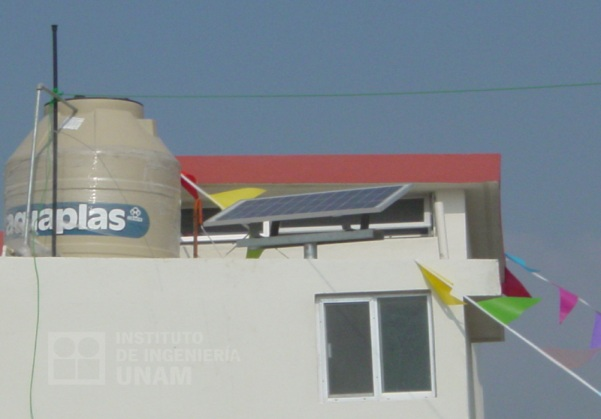 aquaplas
INSTITUTO
DE INGENIERÍA
UNAM